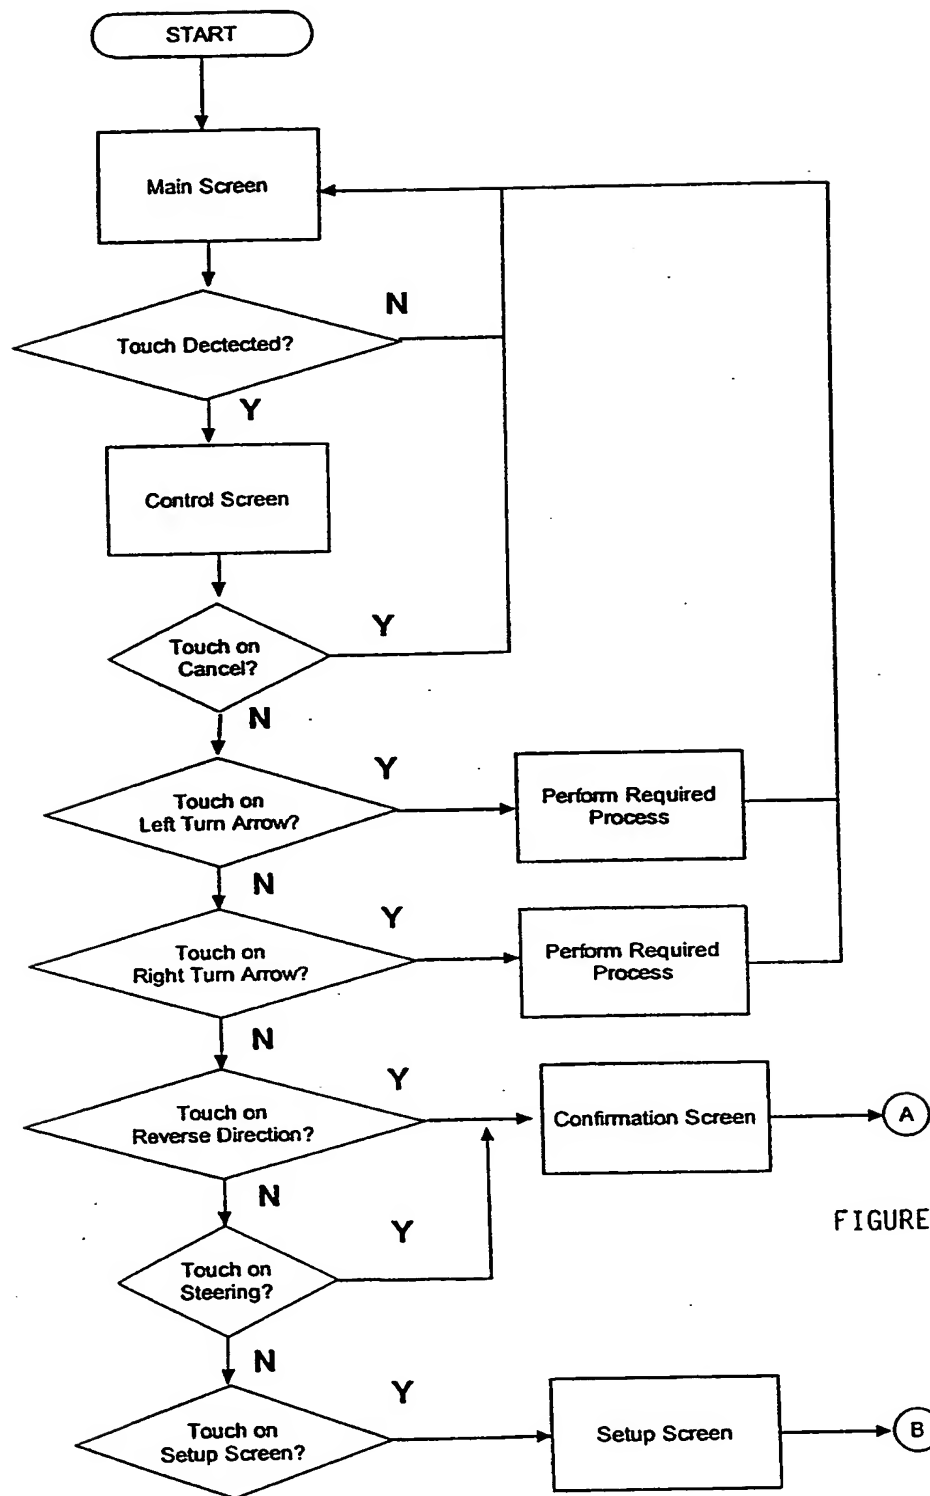 START
Main Screen
N
Touch Dectected?
Y
Control Screen
Y
Touch on
Cancel?
N
Y
Touch on
Left Turn Arrow?
Perform Required
Process
N
Y
Touch on
Right Turn Arrow?
Perform Required
Process
N
Y
Touch on
Reverse Direction?
Confirmation Screen
A
N
FIGURE
Y
Touch on
Steering?
N
Y
Touch on
Setup Screen?
Setup Screen
B